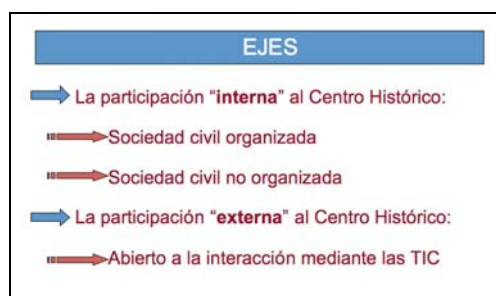 EJES
La participación “interna” al Centro Histórico:
Sociedad civil organizada
Sociedad civil no organizada
La participación “externa” al Centro Histórico:
Abierto a la interacción mediante las TIC